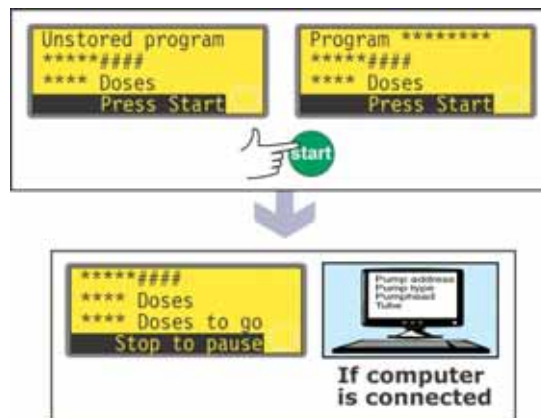 Unstored program
*****####
**** Doses
Press Start
Program ********
*****####
**** Doses
Press Start
start
*****####
**** Doses
**** Doses to go
Stop to pause
Pump address
Pump type
Pumphead
Tube
If computer
is connected